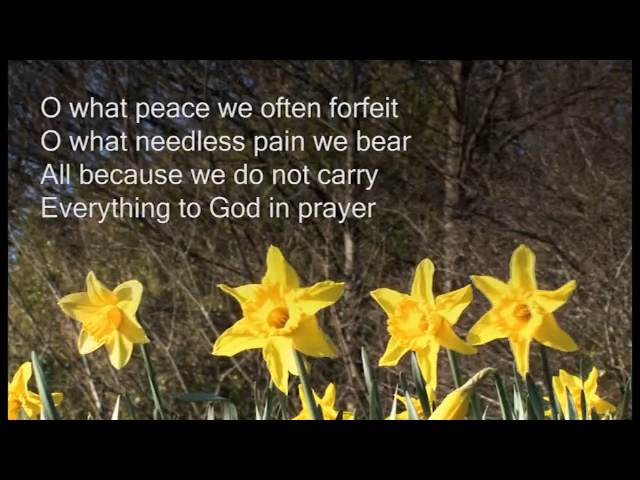 O what peace we often forfeit
O what needless pain we bear
All because we do not carry
Everything to God in prayer